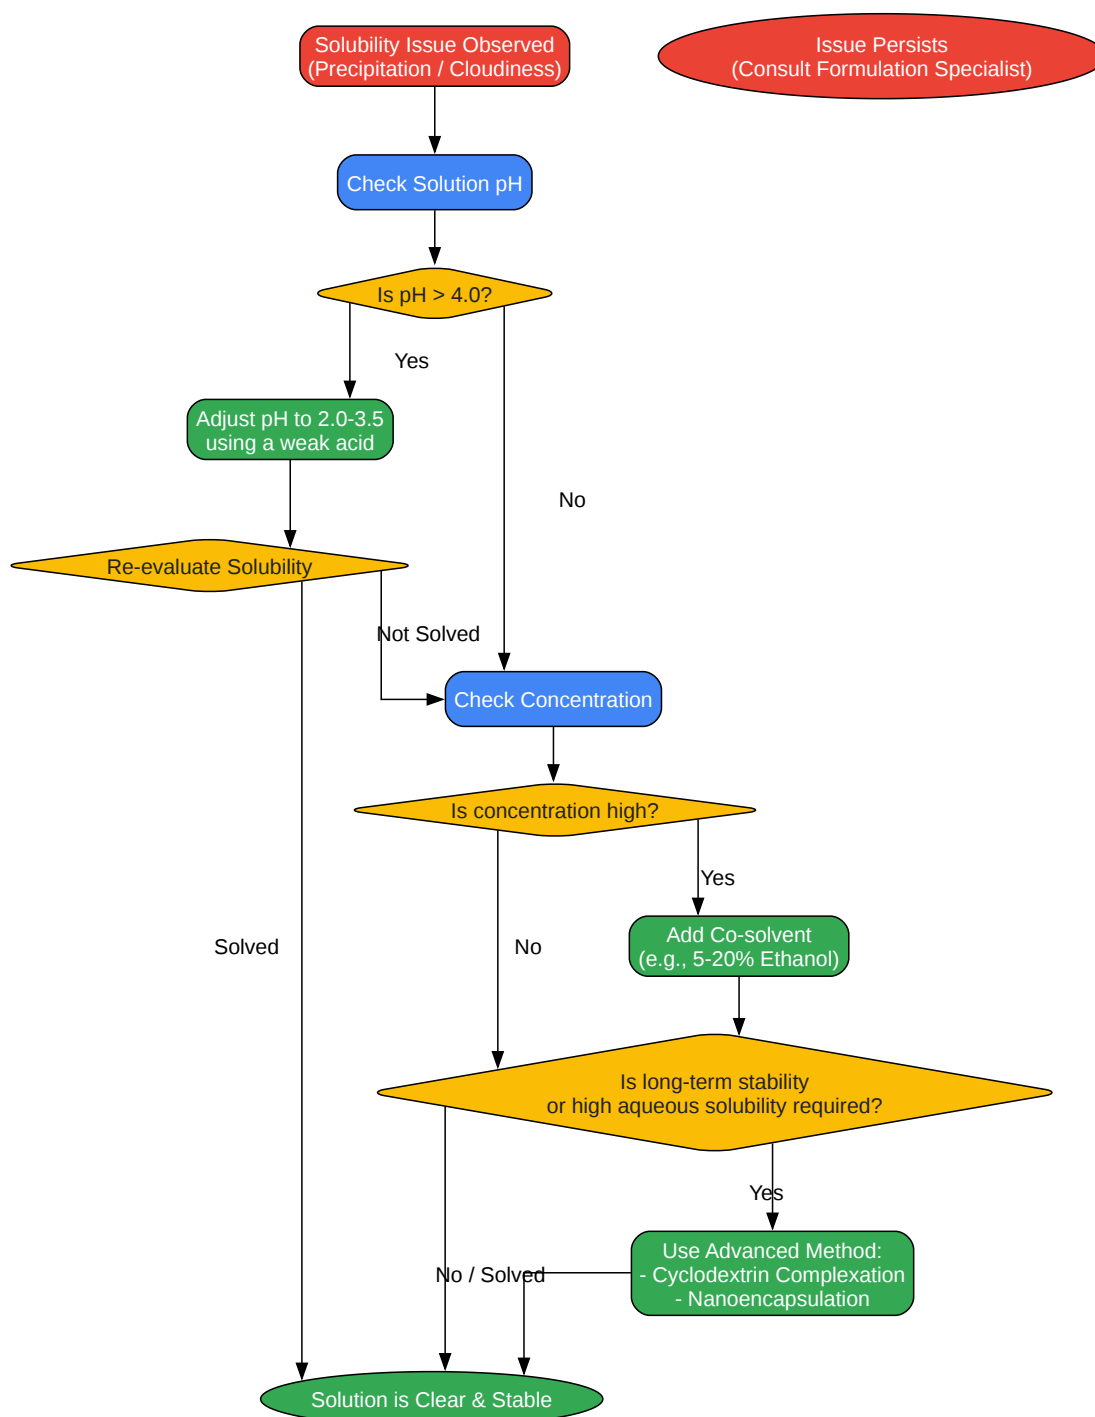 Solubility Issue Observed
(Precipitation / Cloudiness)
Issue Persists
(Consult Formulation Specialist)
Check Solution pH
Is pH > 4.0?
Yes
Adjust pH to 2.0-3.5
using a weak acid
No
Re-evaluate Solubility
Not Solved
Check Concentration
Is concentration high?
Yes
Add Co-solvent
(e.g., 5-20% Ethanol)
Solved
No
Is long-term stability
or high aqueous solubility required?
Yes
Use Advanced Method:
- Cyclodextrin Complexation
- Nanoencapsulation
No / Solved
Solution is Clear & Stable